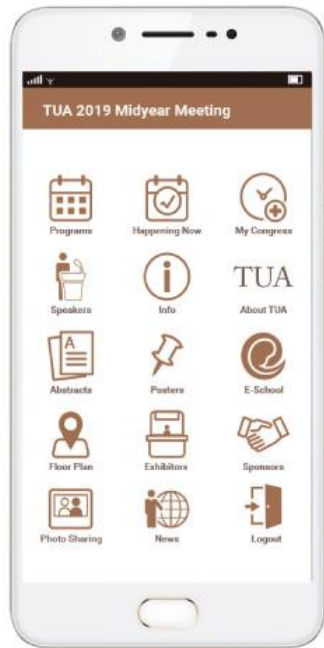 TUA 2019 Midyear Meeting
Programs
Happening Now
My Congress
Speakers
Info
TUA
About TUA
A
Abstracts
Posters
E-School
Floor Plan
Exhibitors
Sponsors
Photo Sharing
News
Logout